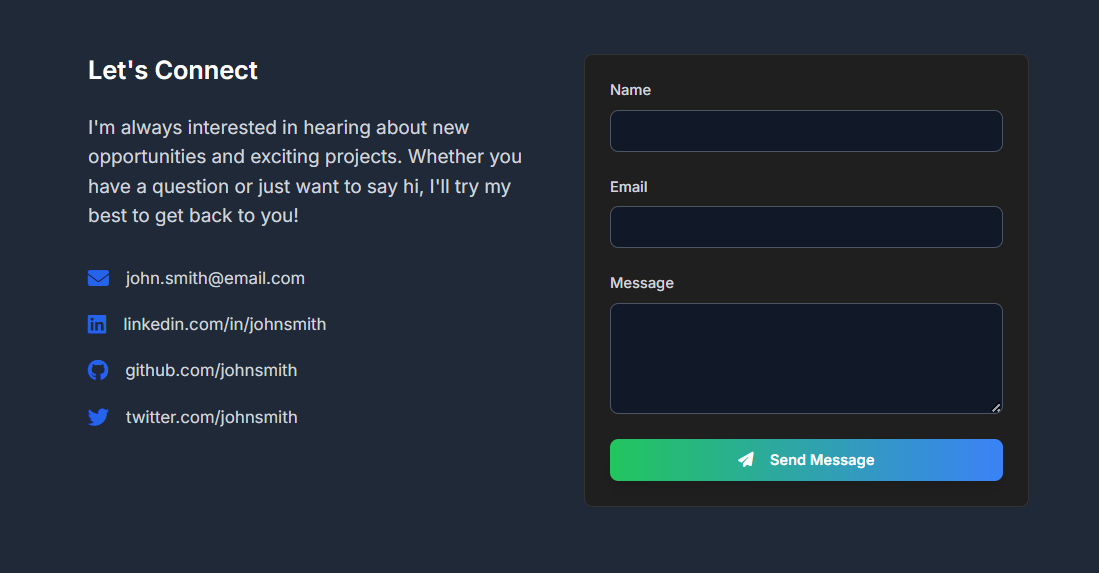 Let's Connect
I'm always interested in hearing about new
opportunities and exciting projects. Whether you
have a question or just want to say hi, I'll try my
best to get back to you!
john.smith@email.com
linkedin.com/in/johnsmith
github.com/johnsmith
twitter.com/johnsmith
Name
Email
Message
Send Message